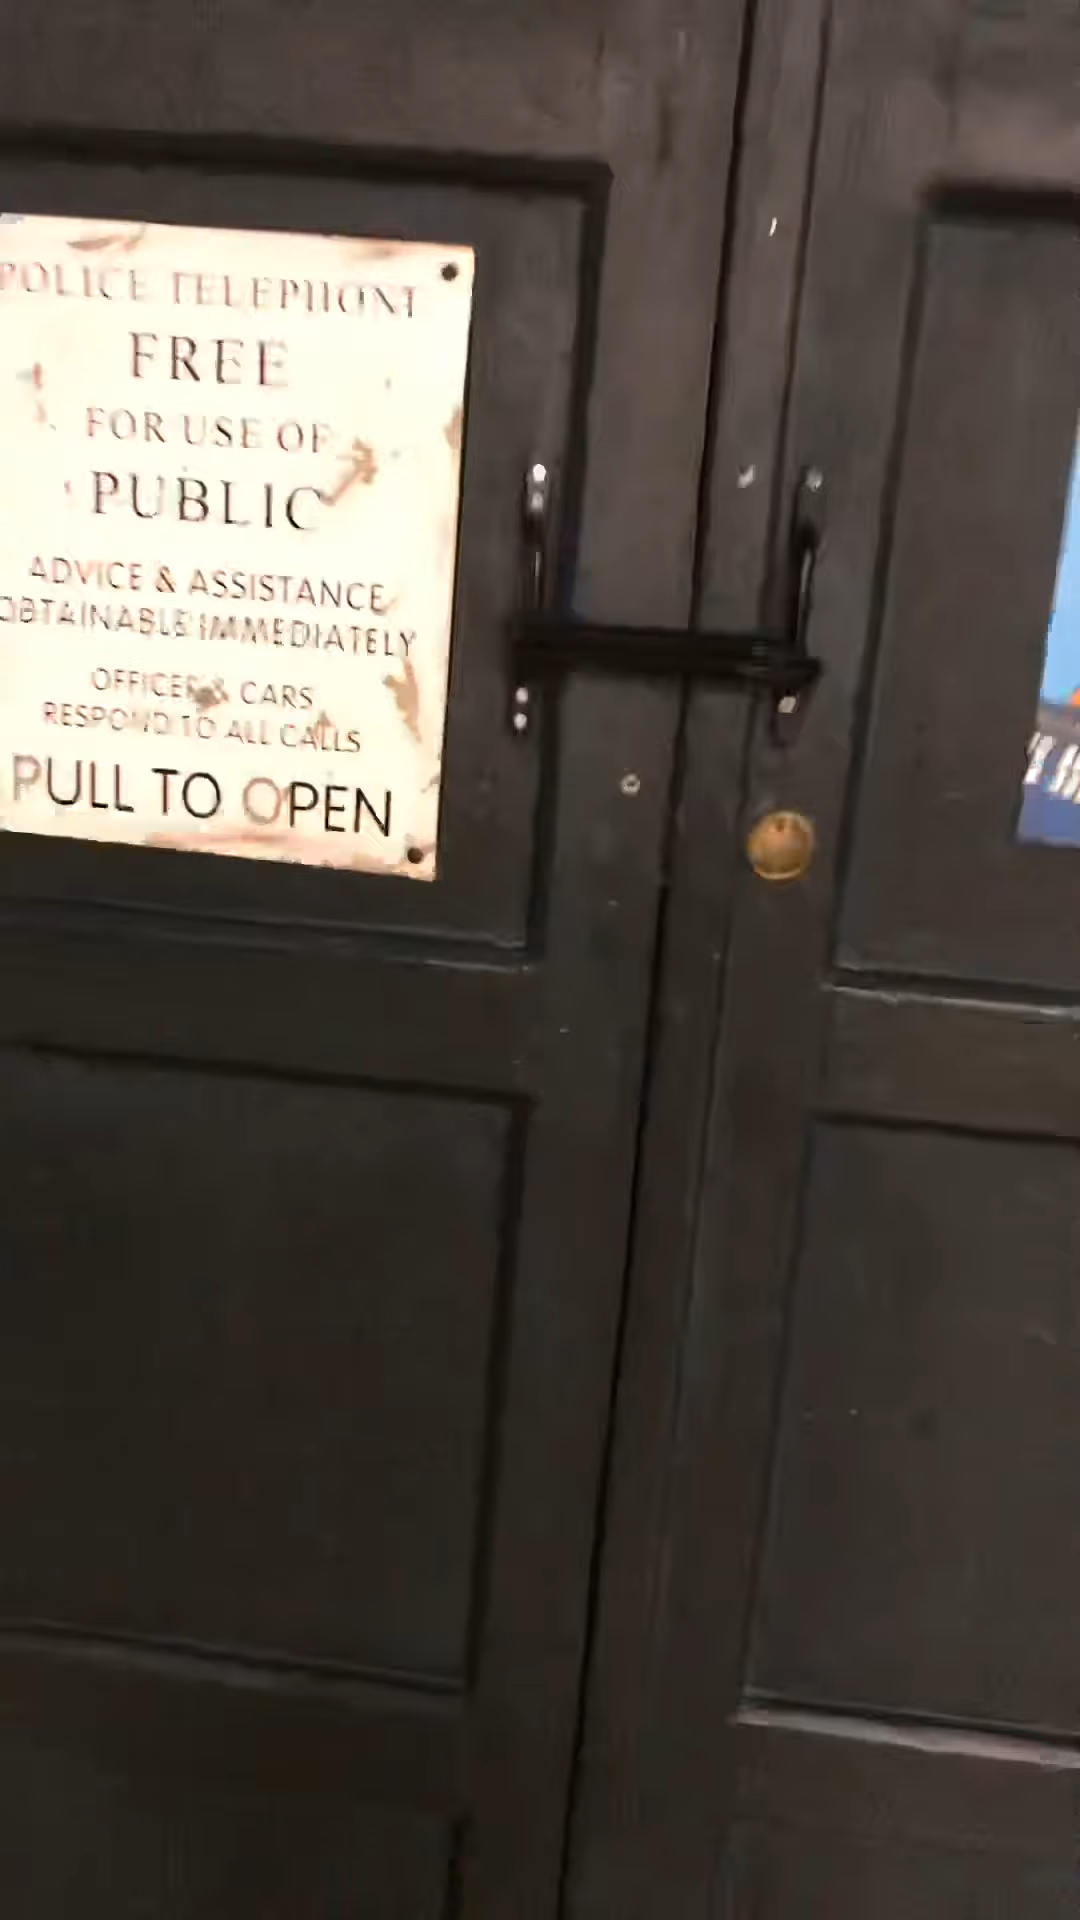 POLICE TELEPHONE
FREE
FOR USE OF
PUBLIC
ADVICE & ASSISTANCE
OBTAINABLE IMMEDIATELY
OFFICER & CARS
RESPOND TO ALL CALLS
PULL TO OPEN